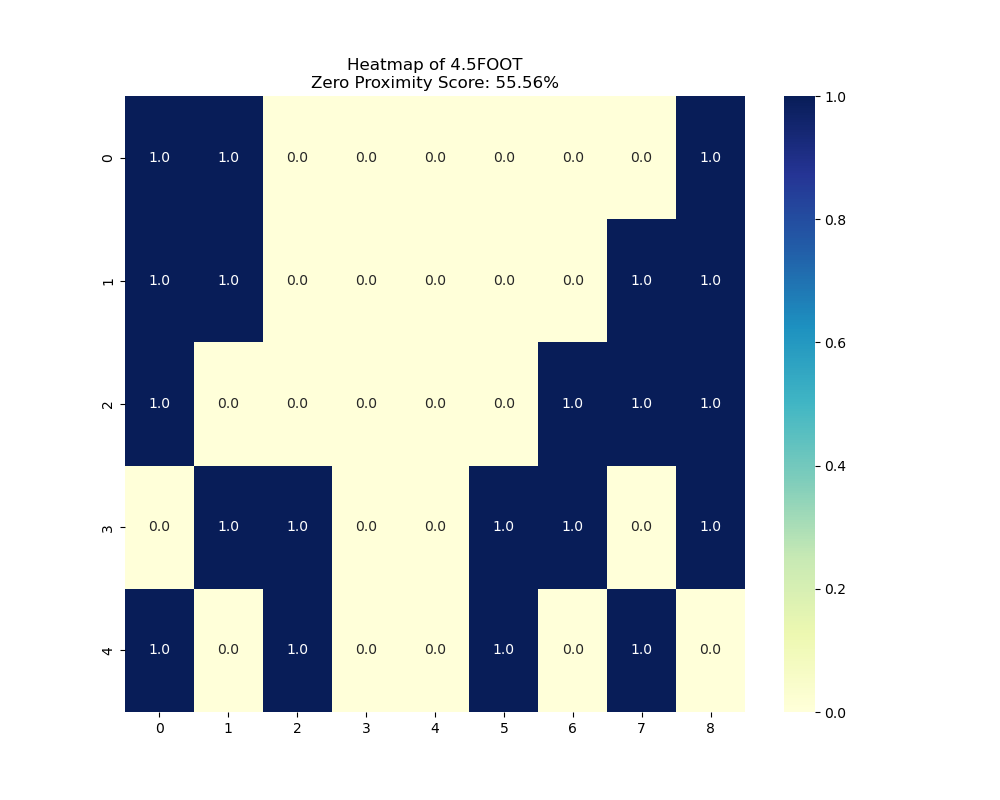 Heatmap of 4.5FOOT
Zero Proximity Score: 55.56%
0 1.0 1.0 0.0 0.0 0.0 0.0 0.0 0.0 1.0
1 1.0 1.0 0.0 0.0 0.0 0.0 0.0 1.0 1.0
2 1.0 0.0 0.0 0.0 0.0 0.0 1.0 1.0 1.0
3 0.0 1.0 1.0 0.0 0.0 1.0 1.0 0.0 1.0
4 1.0 0.0 1.0 0.0 0.0 1.0 0.0 1.0 0.0
0 1 2 3 4 5 6 7 8
1.0
0.8
0.6
0.4
0.2
0.0